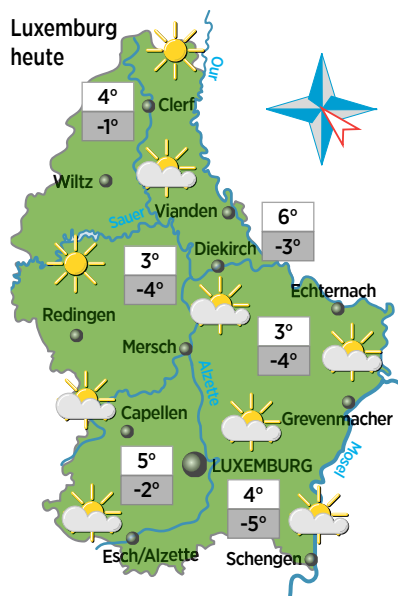 Luxemburg
heute
Our
4°
-1°
Clerf
Wiltz
Sauer
Vianden
6°
-3°
Diekirch
3°
-4°
Echternach
Redingen
3°
-4°
Mersch
Alzette
Grevenmacher
Capellen
Mosel
5°
-2°
LUXEMBURG
4°
-5°
Esch/Alzette
Schengen